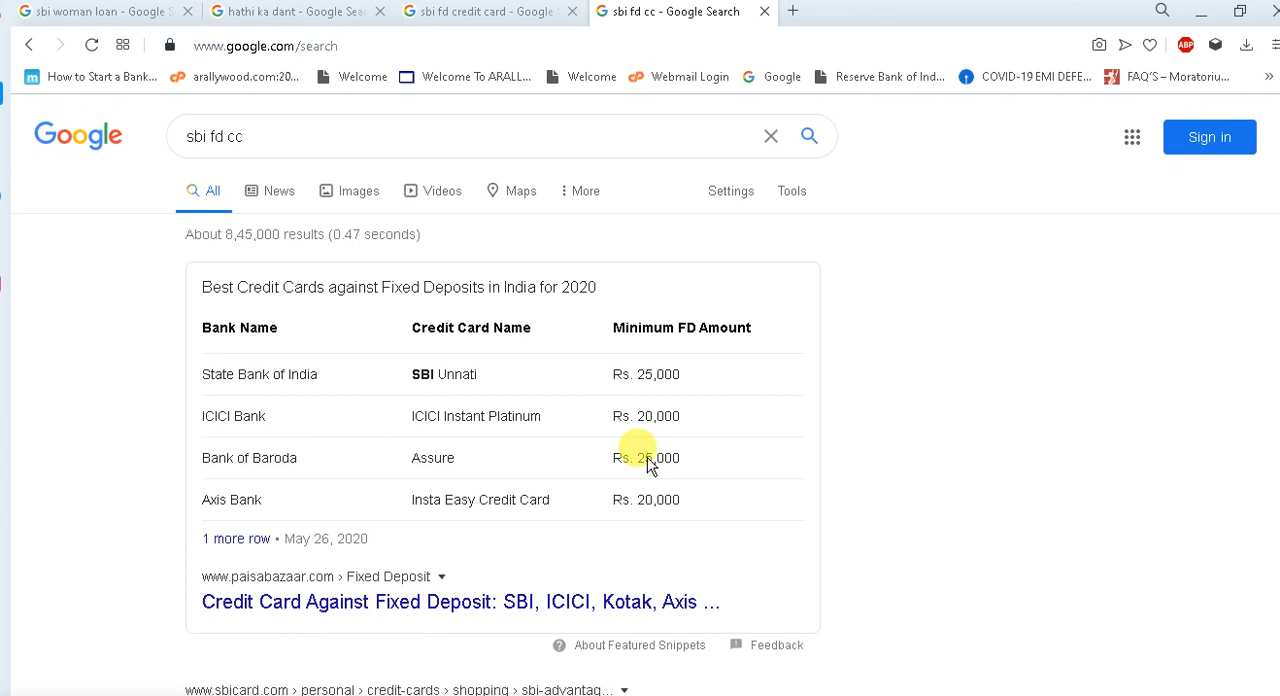 sbi woman loan - Google S
hathi ka dant - Google Sear
sbi fd credit card - Google
sbi fd cc - Google Search
www.google.com/search
ABP
m How to Start a Bank...
cP arallywood.com:20...
Welcome
Welcome To ARALL...
Welcome
cP Webmail Login
G Google
Reserve Bank of Ind...
COVID-19 EMI DEFE...
FAQ'S – Moratoriu...
»
Google
sbi fd cc
Sign in
All
News
Images
Videos
Maps
More
Settings
Tools
About 8,45,000 results (0.47 seconds)
Best Credit Cards against Fixed Deposits in India for 2020
Bank Name Credit Card Name Minimum FD Amount
State Bank of India SBI Unnati Rs. 25,000
ICICI Bank ICICI Instant Platinum Rs. 20,000
Bank of Baroda Assure Rs. 25,000
Axis Bank Insta Easy Credit Card Rs. 20,000
1 more row • May 26, 2020
www.paisabazaar.com › Fixed Deposit
Credit Card Against Fixed Deposit: SBI, ICICI, Kotak, Axis ...
About Featured Snippets
Feedback
www.sbicard.com › personal › credit-cards › shopping › sbi-advantag...